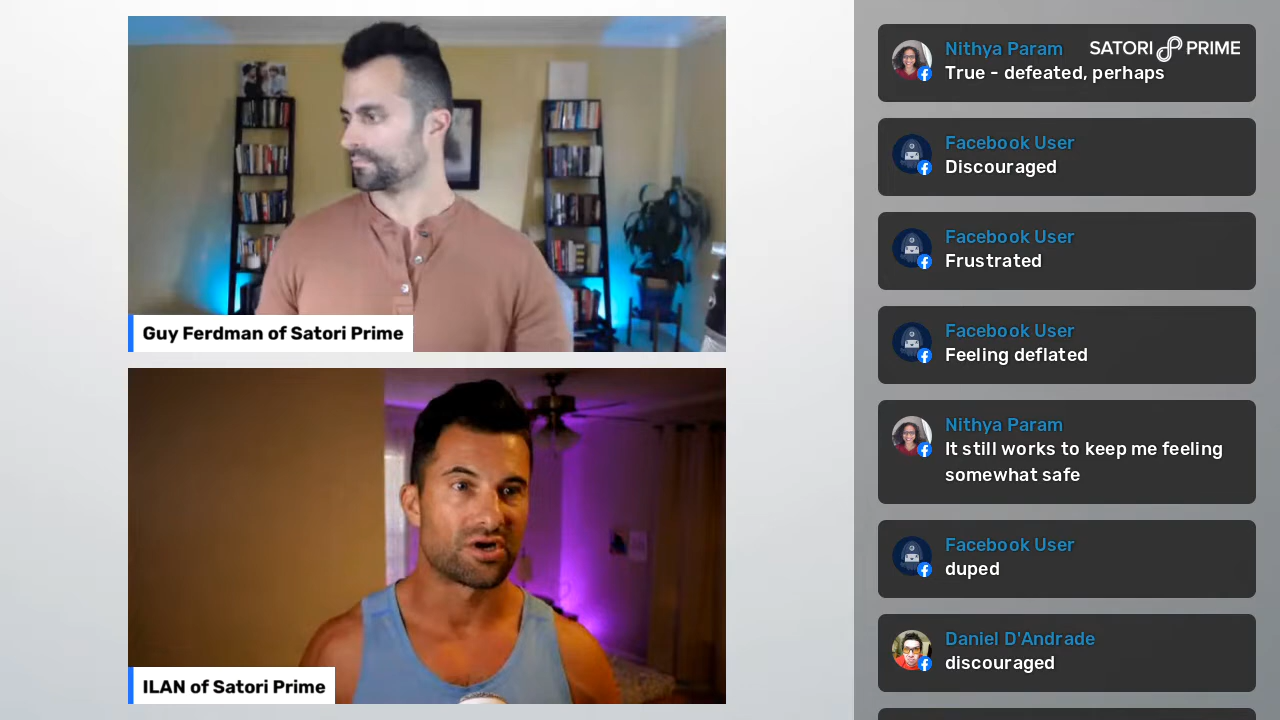 Guy Ferdman of Satori Prime
ILAN of Satori Prime
SATORI PRIME
Nithya Param
True - defeated, perhaps
Facebook User
Discouraged
Facebook User
Frustrated
Facebook User
Feeling deflated
Nithya Param
It still works to keep me feeling
somewhat safe
Facebook User
duped
Daniel D'Andrade
discouraged